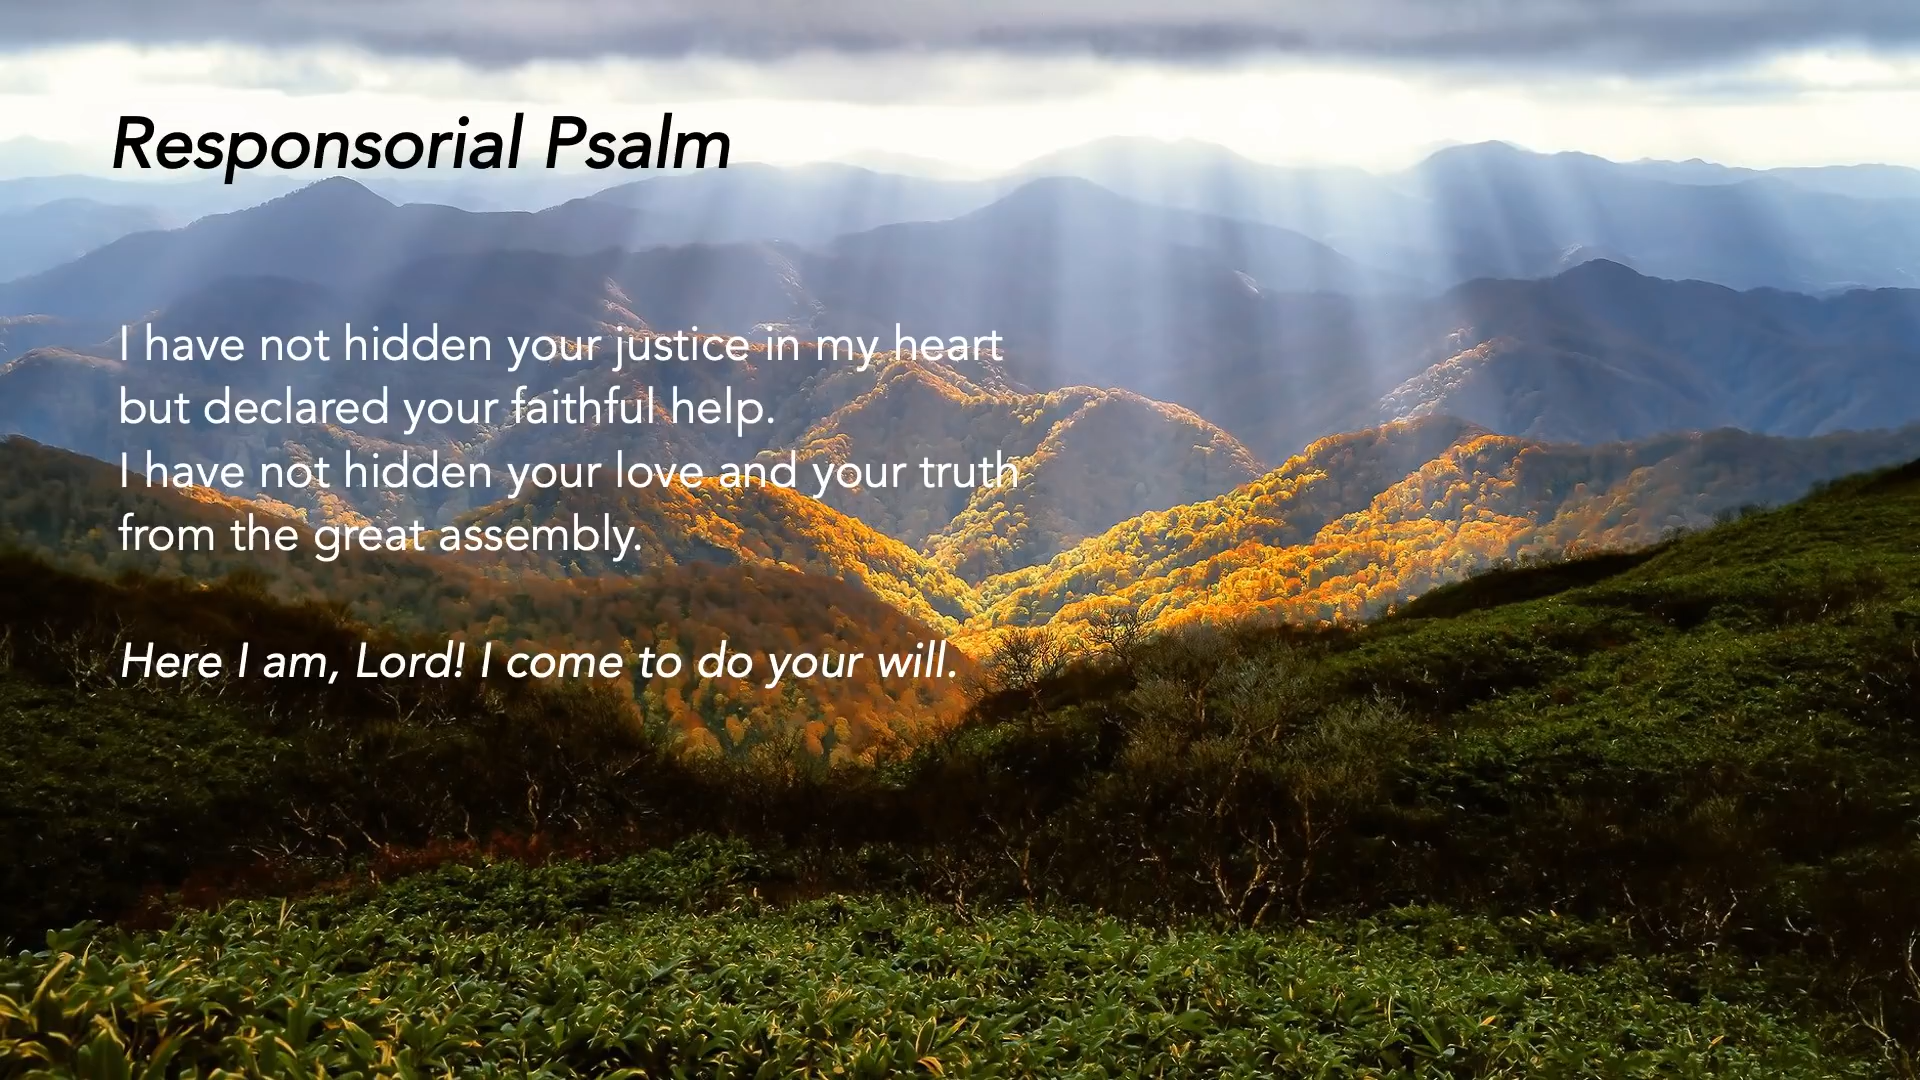 Responsorial Psalm
I have not hidden your justice in my heart
but declared your faithful help.
I have not hidden your love and your truth
from the great assembly.
Here I am, Lord! I come to do your will.